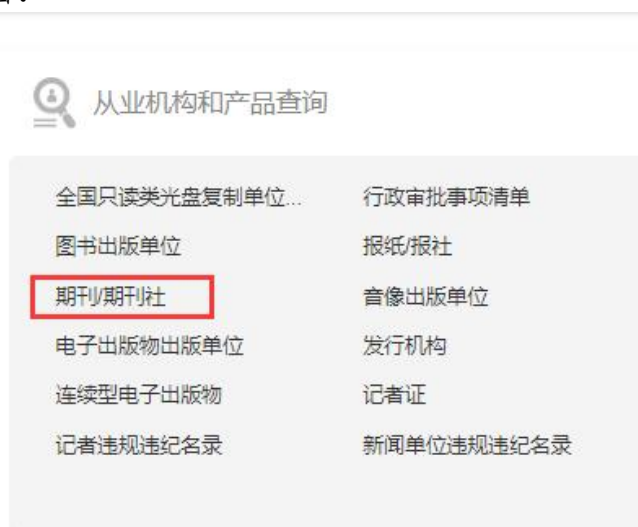 从业机构和产品查询
全国只读类光盘复制单位... 行政审批事项清单
图书出版单位 报纸/报社
期刊/期刊社 音像出版单位
电子出版物出版单位 发行机构
连续型电子出版物 记者证
记者违规违纪名录 新闻单位违规违纪名录